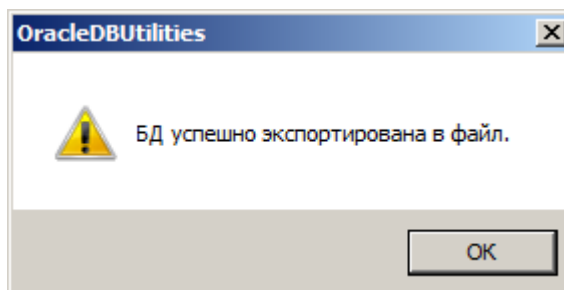 OracleDBUtilities
БД успешно экспортирована в файл.
OK